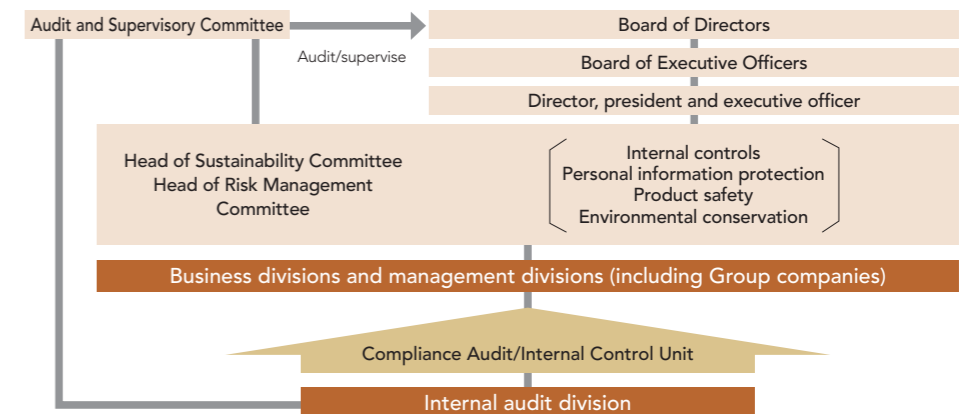 Audit and Supervisory Committee
Audit/supervise
Board of Directors
Board of Executive Officers
Director, president and executive officer
Head of Sustainability Committee
Head of Risk Management
Committee
Internal controls
Personal information protection
Product safety
Environmental conservation
Business divisions and management divisions (including Group companies)
Compliance Audit/Internal Control Unit
Internal audit division